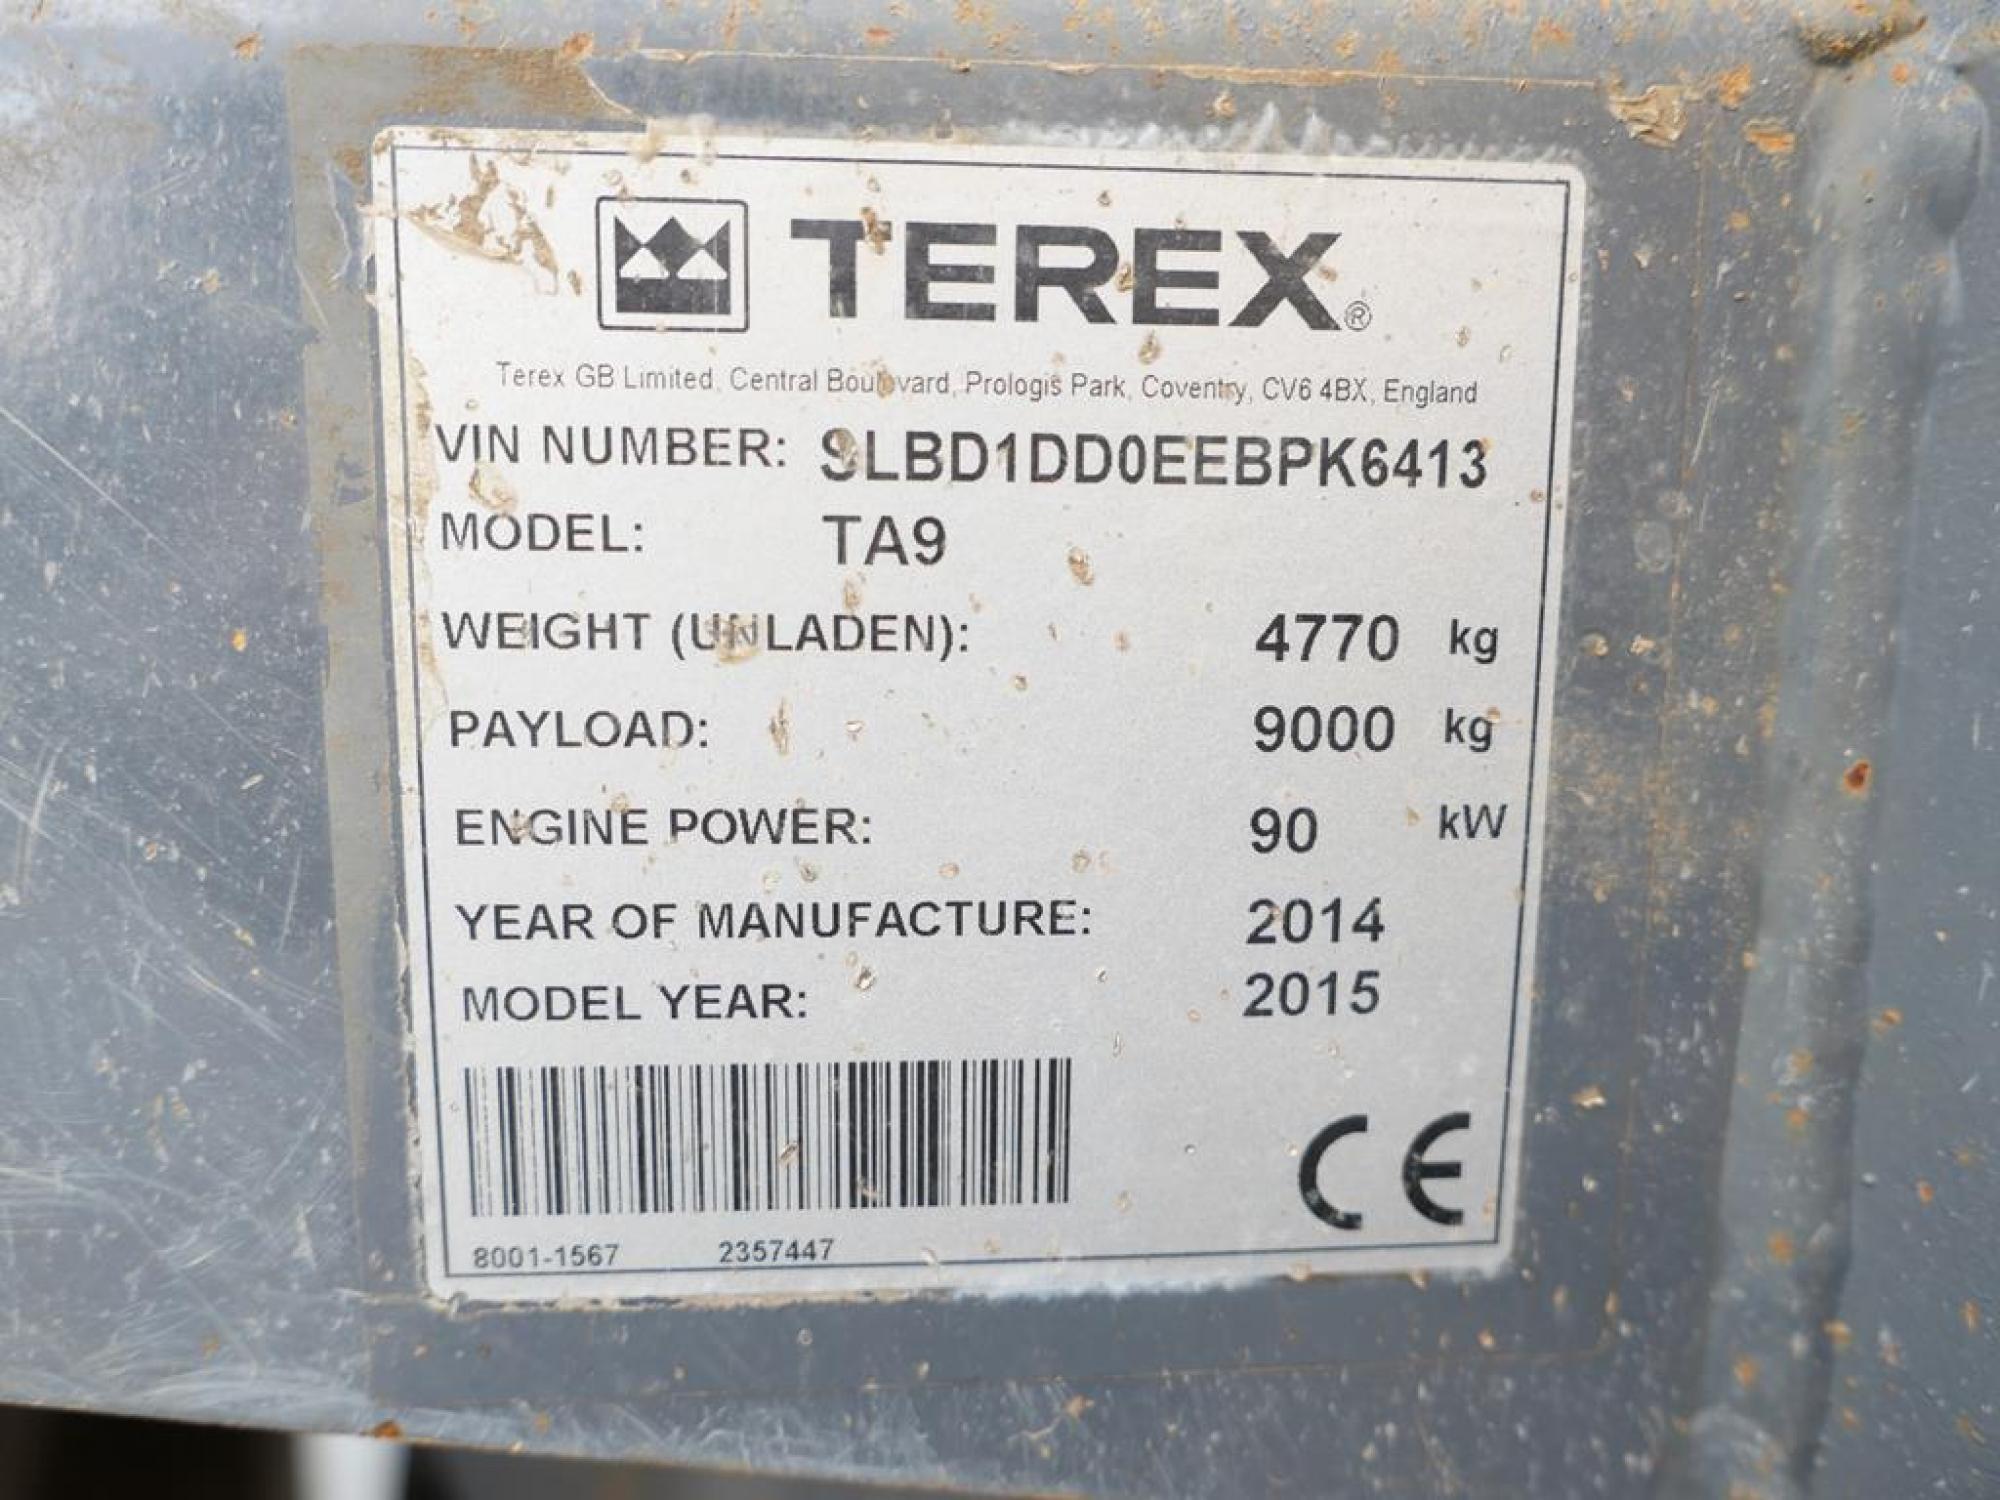 TEREX®
Terex GB Limited, Central Boulevard, Prologis Park, Coventry, CV6 4BX, England
VIN NUMBER: SLBD1DD0EEBPK6413
MODEL: TA9
WEIGHT (UNLADEN): 4770 kg
PAYLOAD: 9000 kg
ENGINE POWER: 90 kW
YEAR OF MANUFACTURE: 2014
MODEL YEAR: 2015
CE
8001-1567 2357447